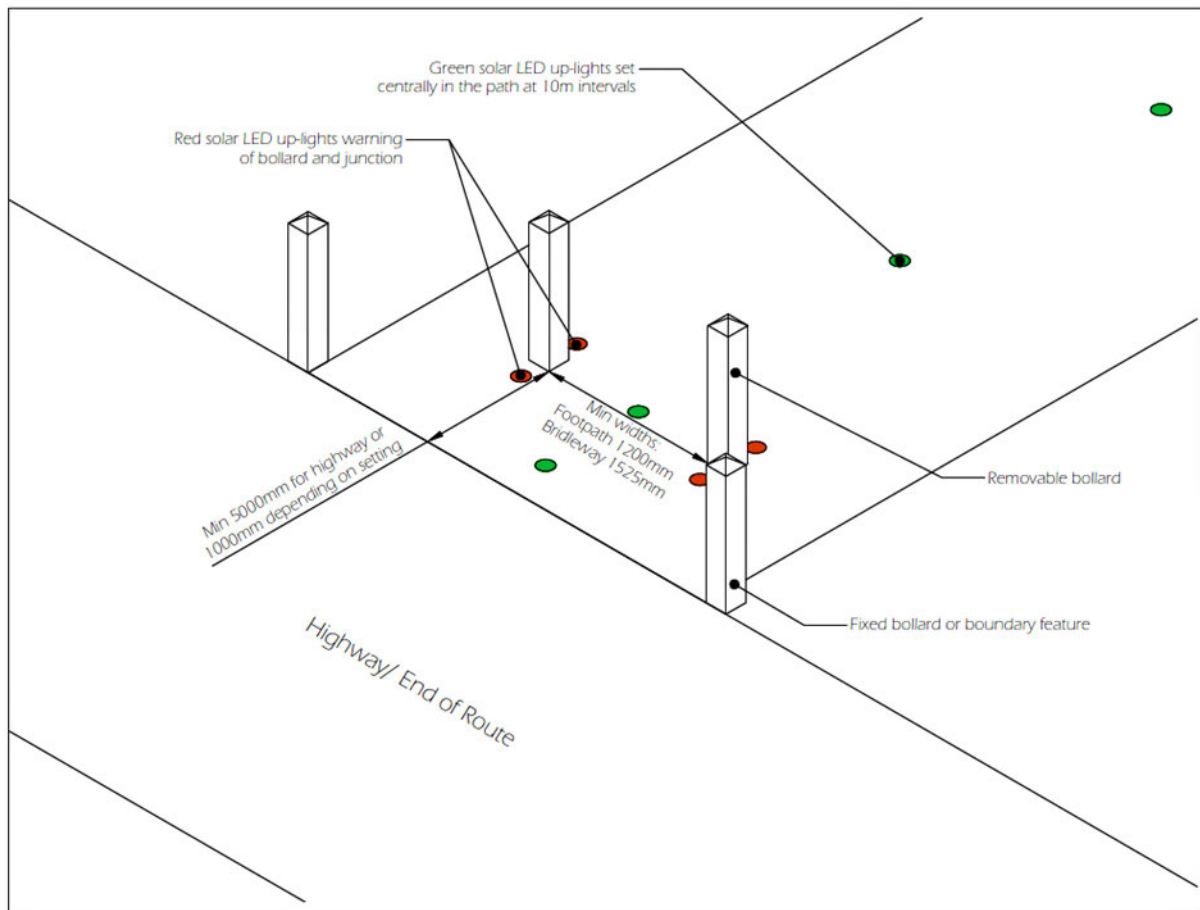 Green solar LED up-lights set
centrally in the path at 10m intervals
Red solar LED up-lights warning
of bollard and junction
Min widths:
Footpath 1200mm
Bridleway 1525mm
Min 5000mm for highway or
1000mm depending on setting
Removable bollard
Fixed bollard or boundary feature
Highway/ End of Route